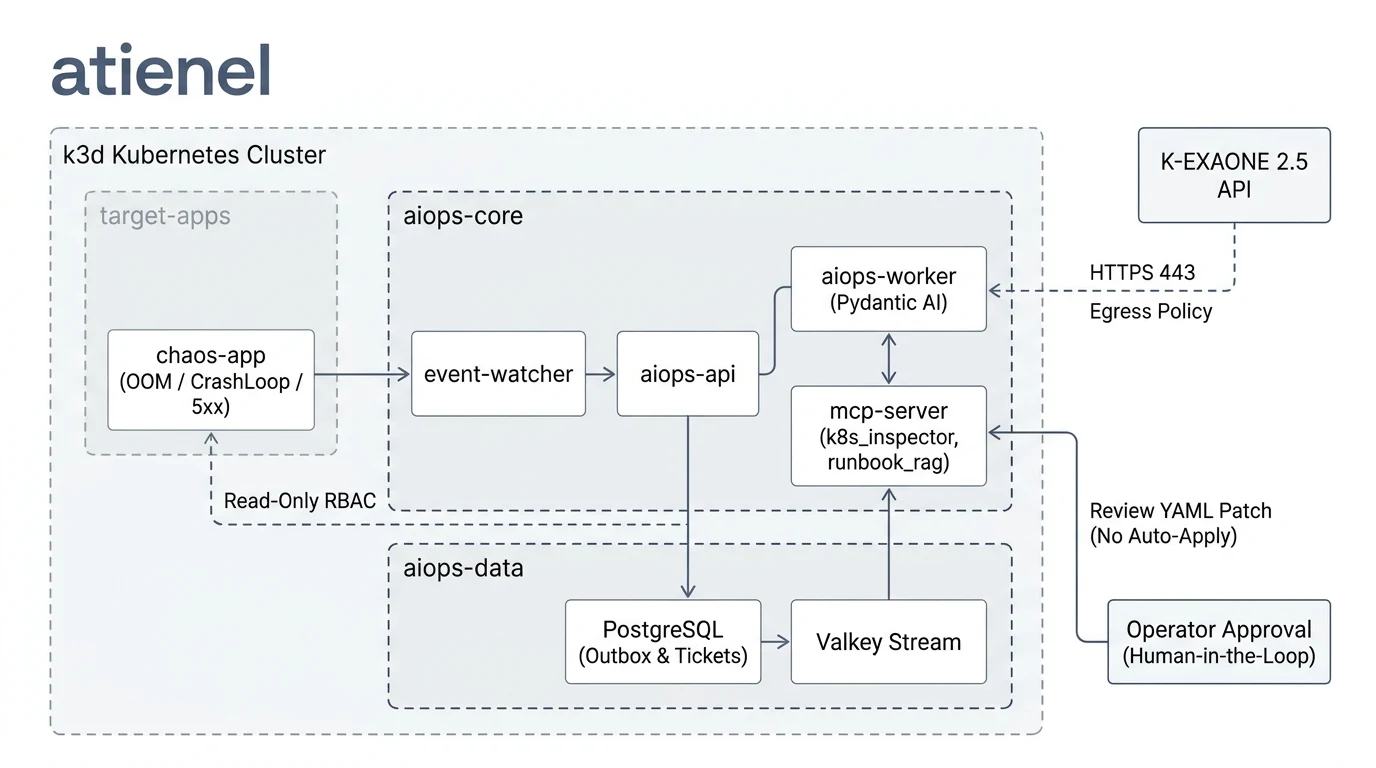 atienel
k3d Kubernetes Cluster
target-apps
chaos-app
(OOM / CrashLoop /
5xx)
Read-Only RBAC
aiops-core
event-watcher
aiops-api
aiops-worker
(Pydantic AI)
mcp-server
(k8s_inspector,
runbook_rag)
aiops-data
PostgreSQL
(Outbox & Tickets)
Valkey Stream
K-EXAONE 2.5
API
HTTPS 443
Egress Policy
Review YAML Patch
(No Auto-Apply)
Operator Approval
(Human-in-the-Loop)